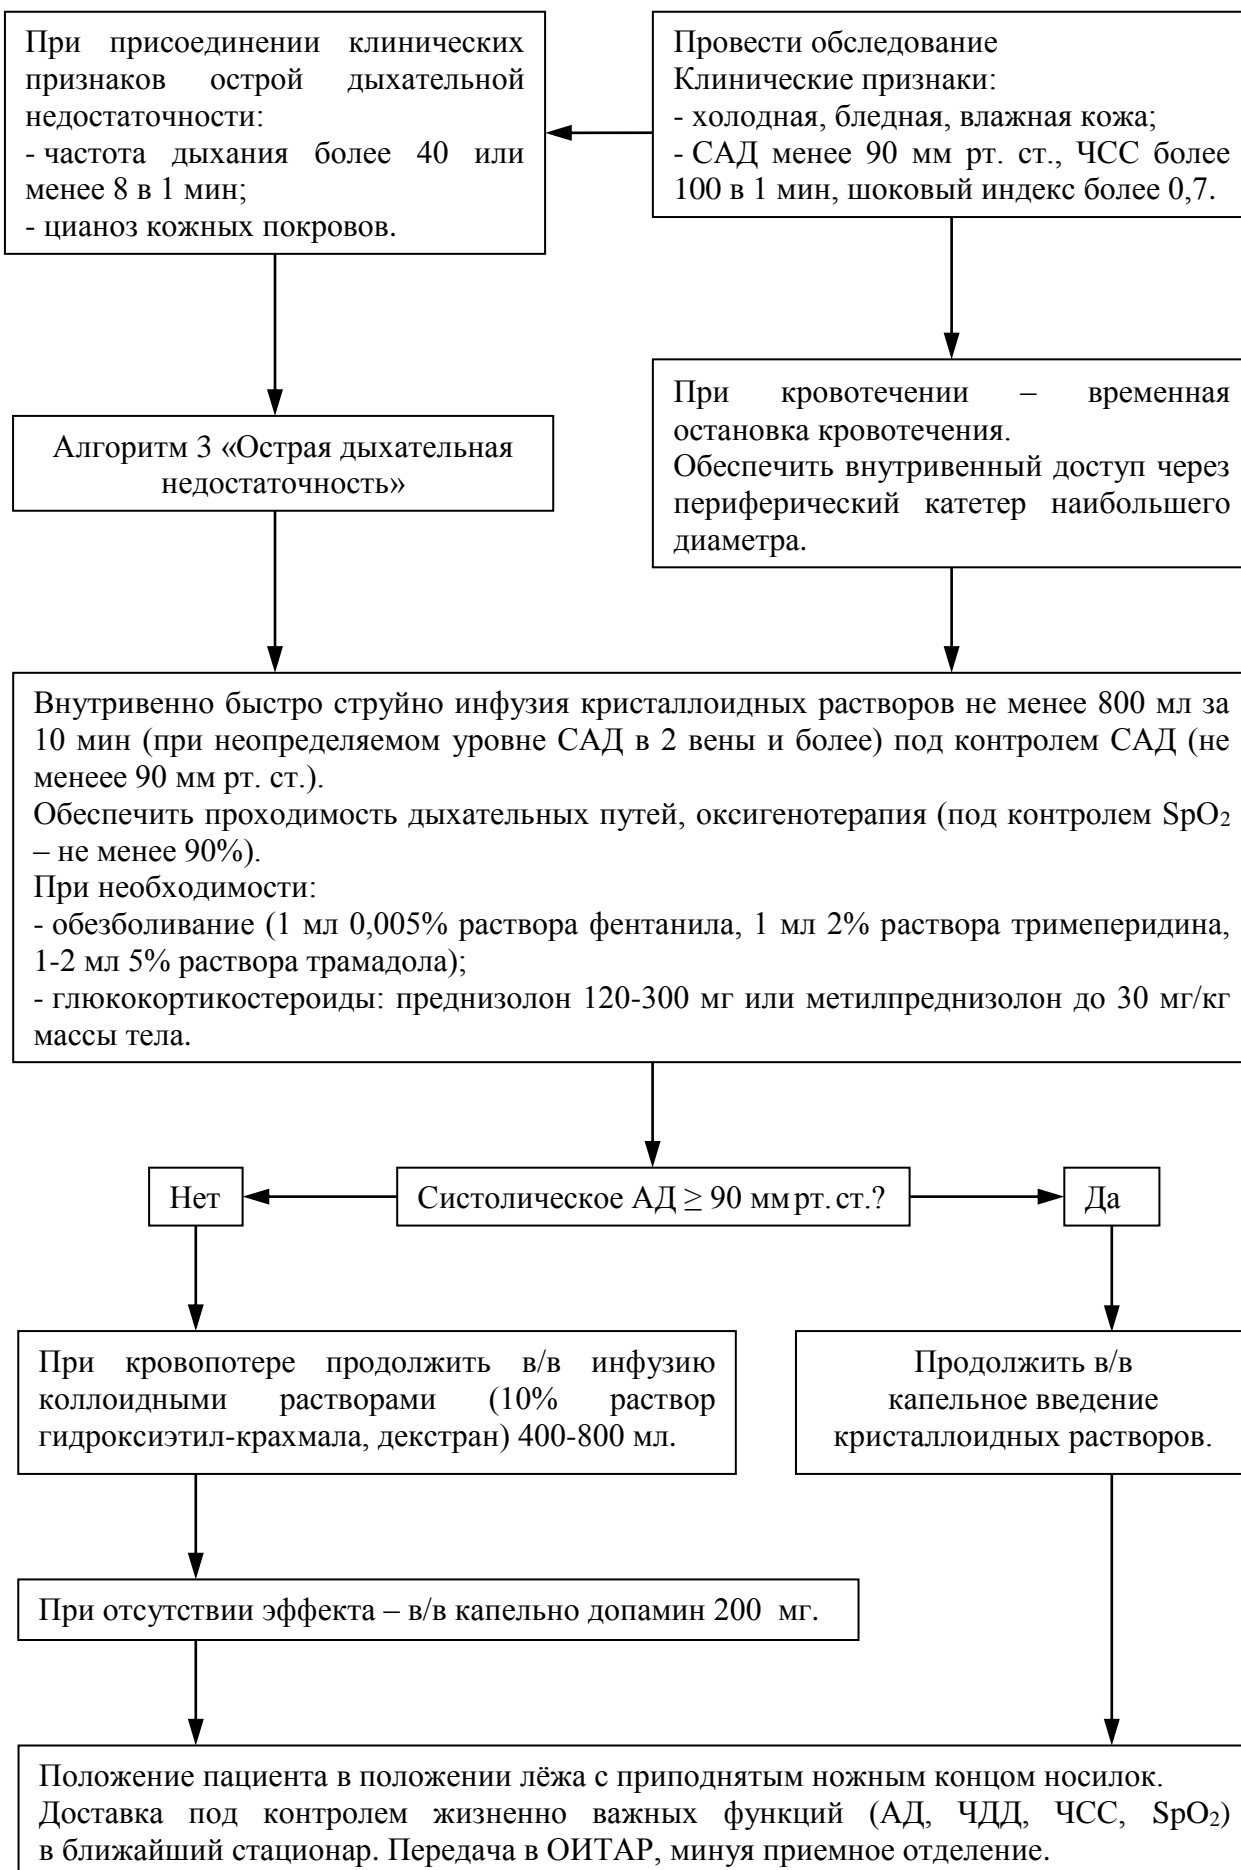 При присоединении клинических
признаков острой дыхательной
недостаточности:
- частота дыхания более 40 или
менее 8 в 1 мин;
- цианоз кожных покровов.
Провести обследование
Клинические признаки:
- холодная, бледная, влажная кожа;
- САД менее 90 мм рт. ст., ЧСС более
100 в 1 мин, шоковый индекс более 0,7.
Алгоритм 3 «Острая дыхательная
недостаточность»
При кровотечении – временная
остановка кровотечения.
Обеспечить внутривенный доступ через
периферический катетер наибольшего
диаметра.
Внутривенно быстро струйно инфузия кристаллоидных растворов не менее 800 мл за
10 мин (при неопределяемом уровне САД в 2 вены и более) под контролем САД (не
менеее 90 мм рт. ст.).
Обеспечить проходимость дыхательных путей, оксигенотерапия (под контролем SpO₂
– не менее 90%).
При необходимости:
- обезболивание (1 мл 0,005% раствора фентанила, 1 мл 2% раствора тримеперидина,
1-2 мл 5% раствора трамадола);
- глюкокортикостероиды: преднизолон 120-300 мг или метилпреднизолон до 30 мг/кг
массы тела.
Нет
Систолическое АД ≥ 90 мм рт. ст.?
Да
При кровопотере продолжить в/в инфузию
коллоидными растворами (10% раствор
гидроксиэтил-крахмала, декстран) 400-800 мл.
Продолжить в/в
капельное введение
кристаллоидных растворов.
При отсутствии эффекта – в/в капельно допамин 200 мг.
Положение пациента в положении лёжа с приподнятым ножным концом носилок.
Доставка под контролем жизненно важных функций (АД, ЧДД, ЧСС, SpO₂)
в ближайший стационар. Передача в ОИТАР, минуя приемное отделение.